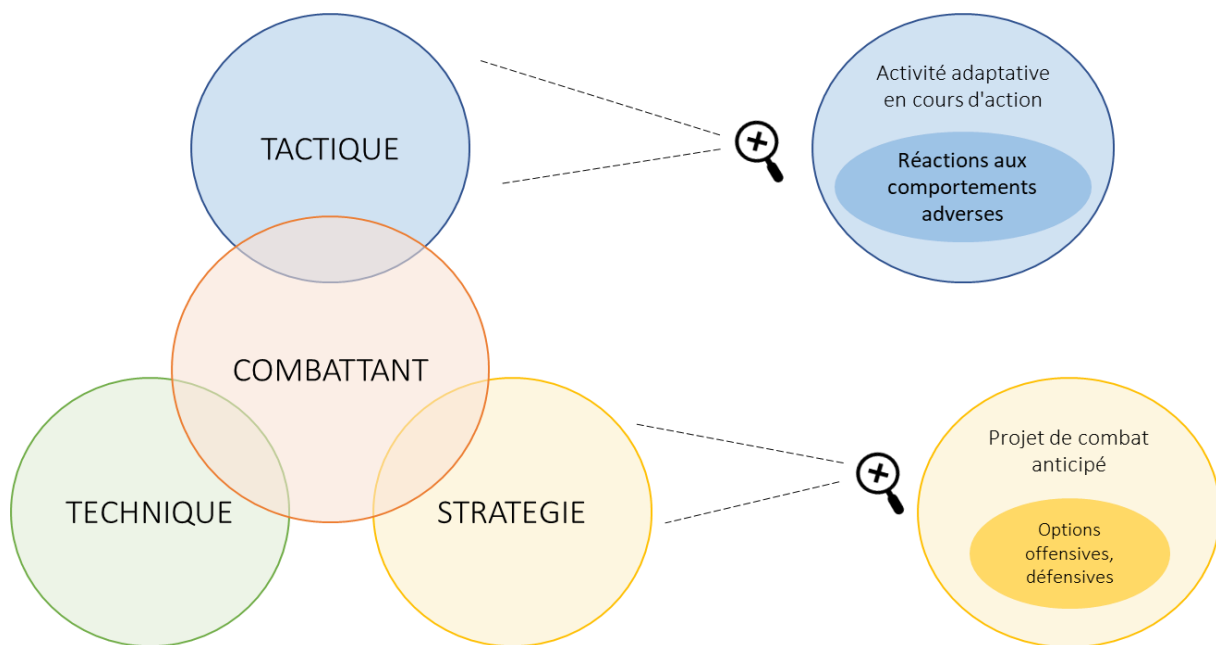 TACTIQUE
Activité adaptative
en cours d'action
Réactions aux
comportements
adverses
COMBATTANT
TECHNIQUE
STRATEGIE
Projet de combat
anticipé
Options
offensives,
défensives